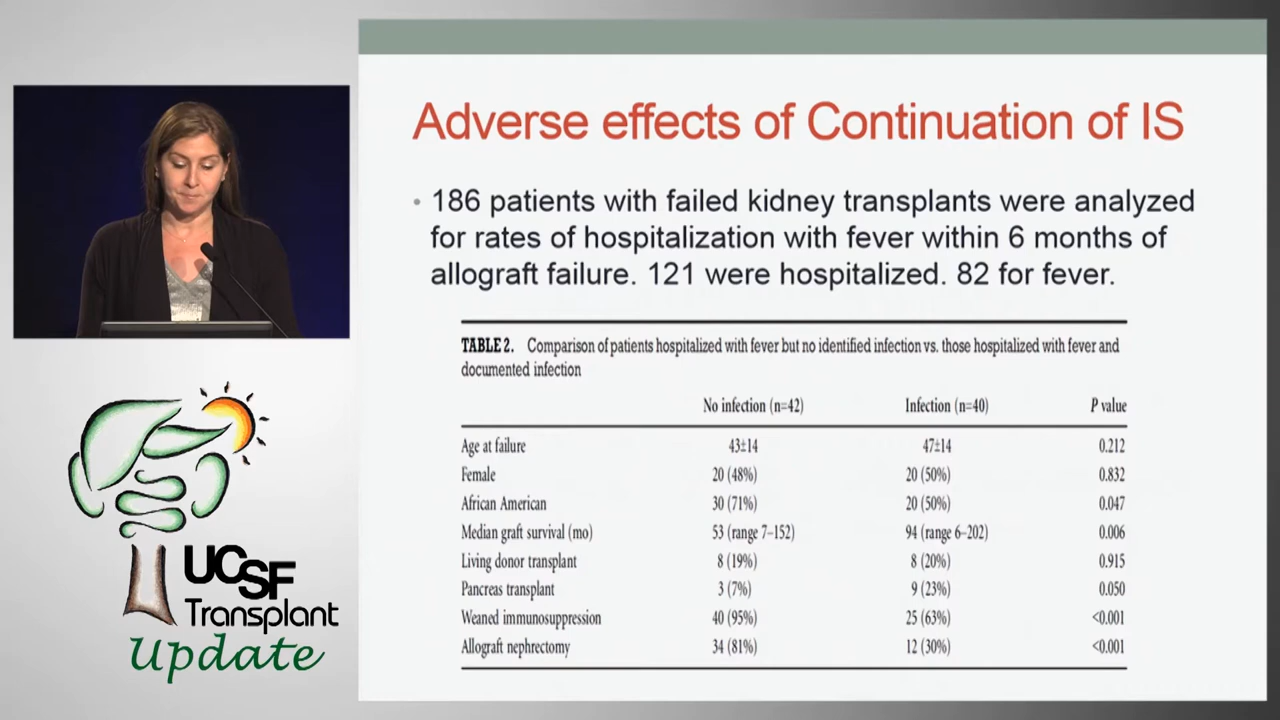 Adverse effects of Continuation of IS
• 186 patients with failed kidney transplants were analyzed
for rates of hospitalization with fever within 6 months of
allograft failure. 121 were hospitalized. 82 for fever.
TABLE 2. Comparison of patients hospitalized with fever but no identified infection vs. those hospitalized with fever and
documented infection
No infection (n=42) Infection (n=40) P value
Age at failure 43±14 47±14 0.212
Female 20 (48%) 20 (50%) 0.832
African American 30 (71%) 20 (50%) 0.047
Median graft survival (mo) 53 (range 7–152) 94 (range 6–202) 0.006
Living donor transplant 8 (19%) 8 (20%) 0.915
Pancreas transplant 3 (7%) 9 (23%) 0.050
Weaned immunosuppression 40 (95%) 25 (63%) <0.001
Allograft nephrectomy 34 (81%) 12 (30%) <0.001
UCSF
Transplant
Update